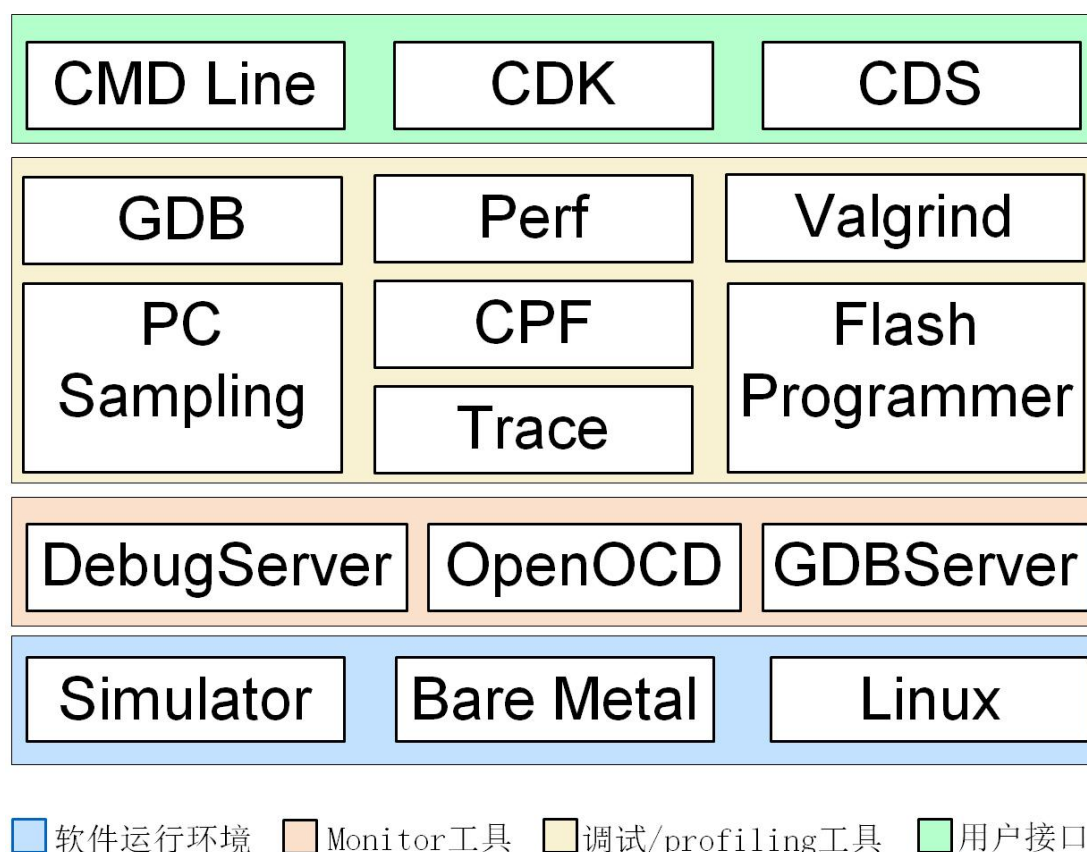 CMD Line CDK CDS
GDB Perf Valgrind
PC
Sampling
CPF
Trace
Flash
Programmer
DebugServer OpenOCD GDBServer
Simulator Bare Metal Linux
软件运行环境 Monitor工具 调试/profiling工具 用户接口